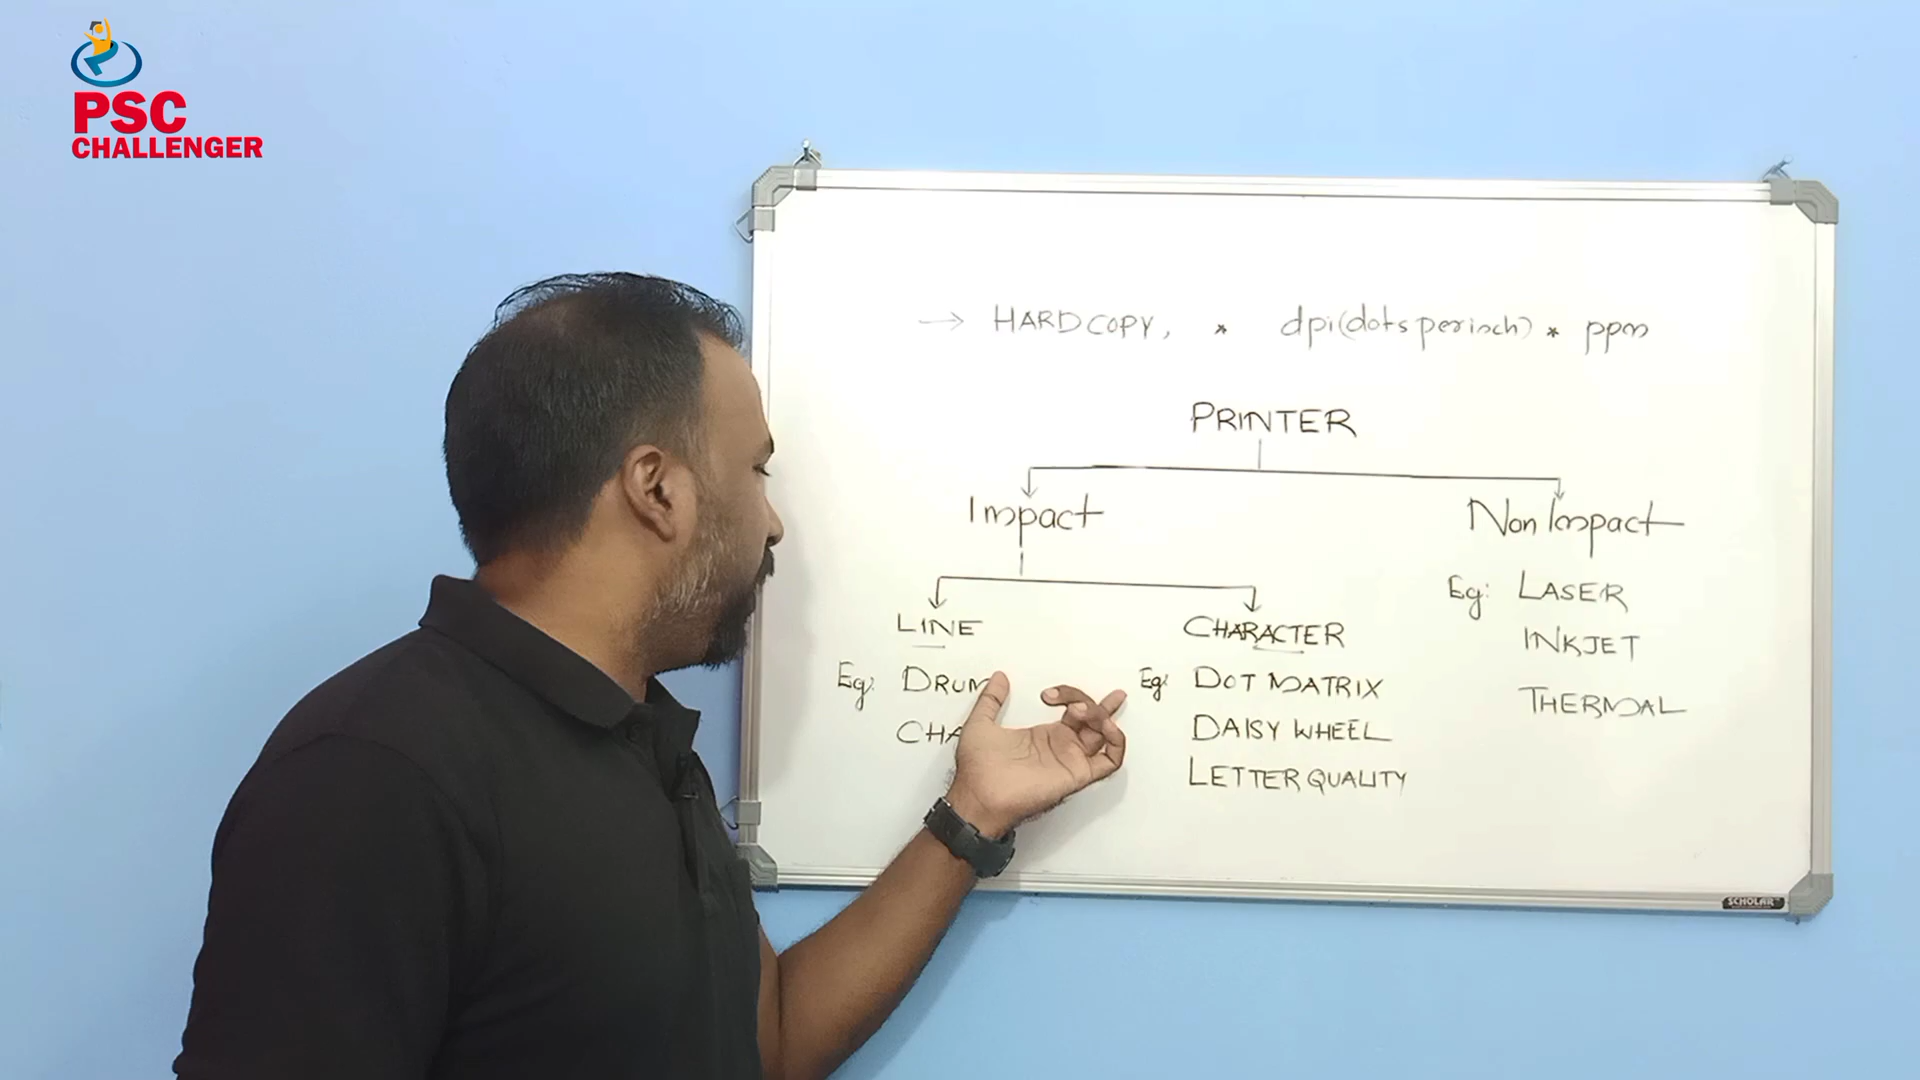 PSC
CHALLENGER
→ HARDCOPY, * dpi(dots per inch) * ppm
PRINTER
Impact
Non Impact
LINE
CHARACTER
Eg: DRUM
Eg: DOT MATRIX
DAISY WHEEL
LETTER QUALITY
Eg: LASER
INKJET
THERMAL
SCHOLAR